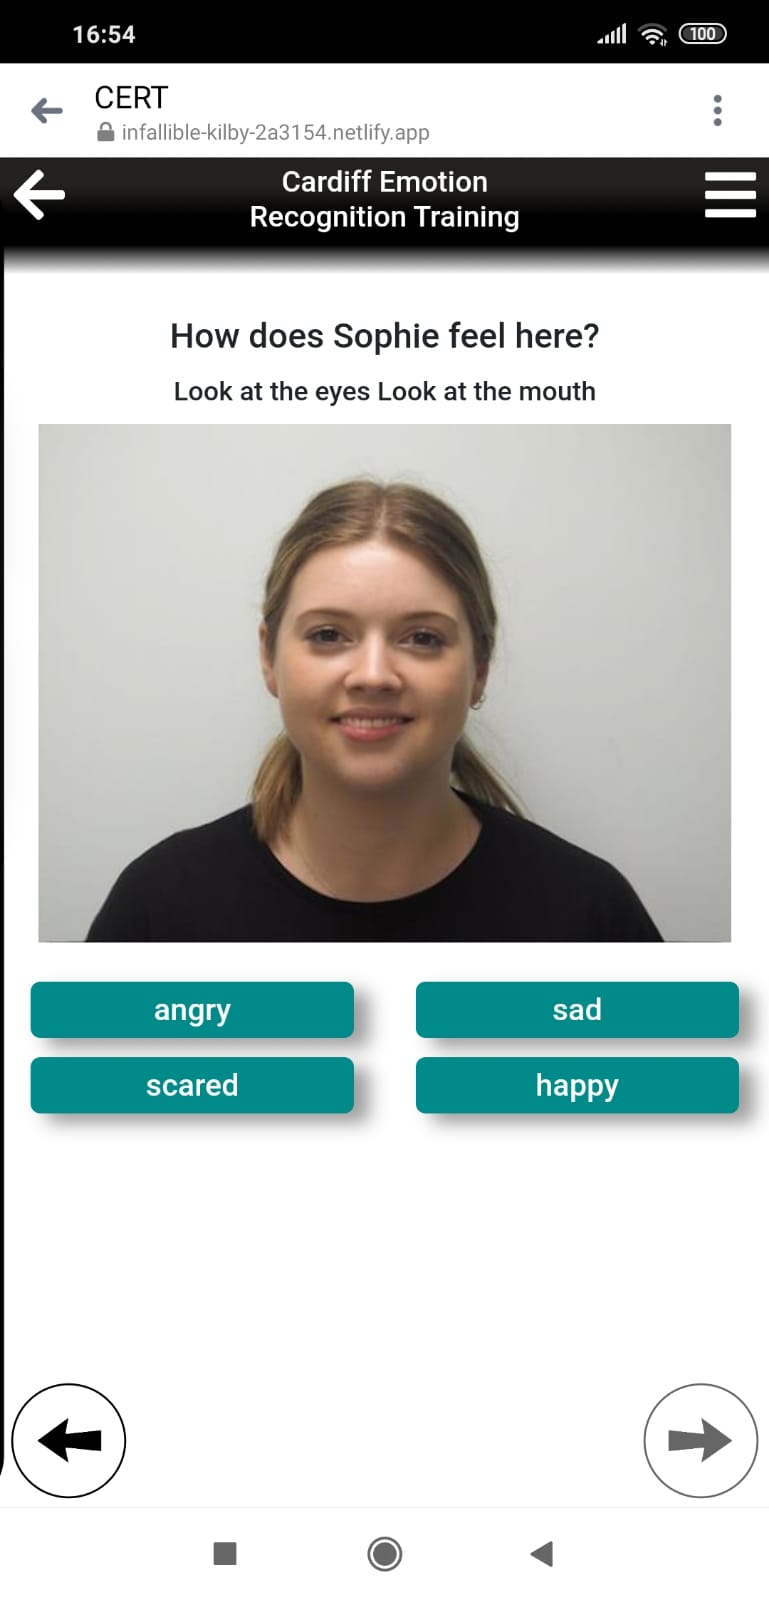 16:54
100
CERT
infallible-kilby-2a3154.netlify.app
Cardiff Emotion
Recognition Training
How does Sophie feel here?
Look at the eyes Look at the mouth
angry
sad
scared
happy